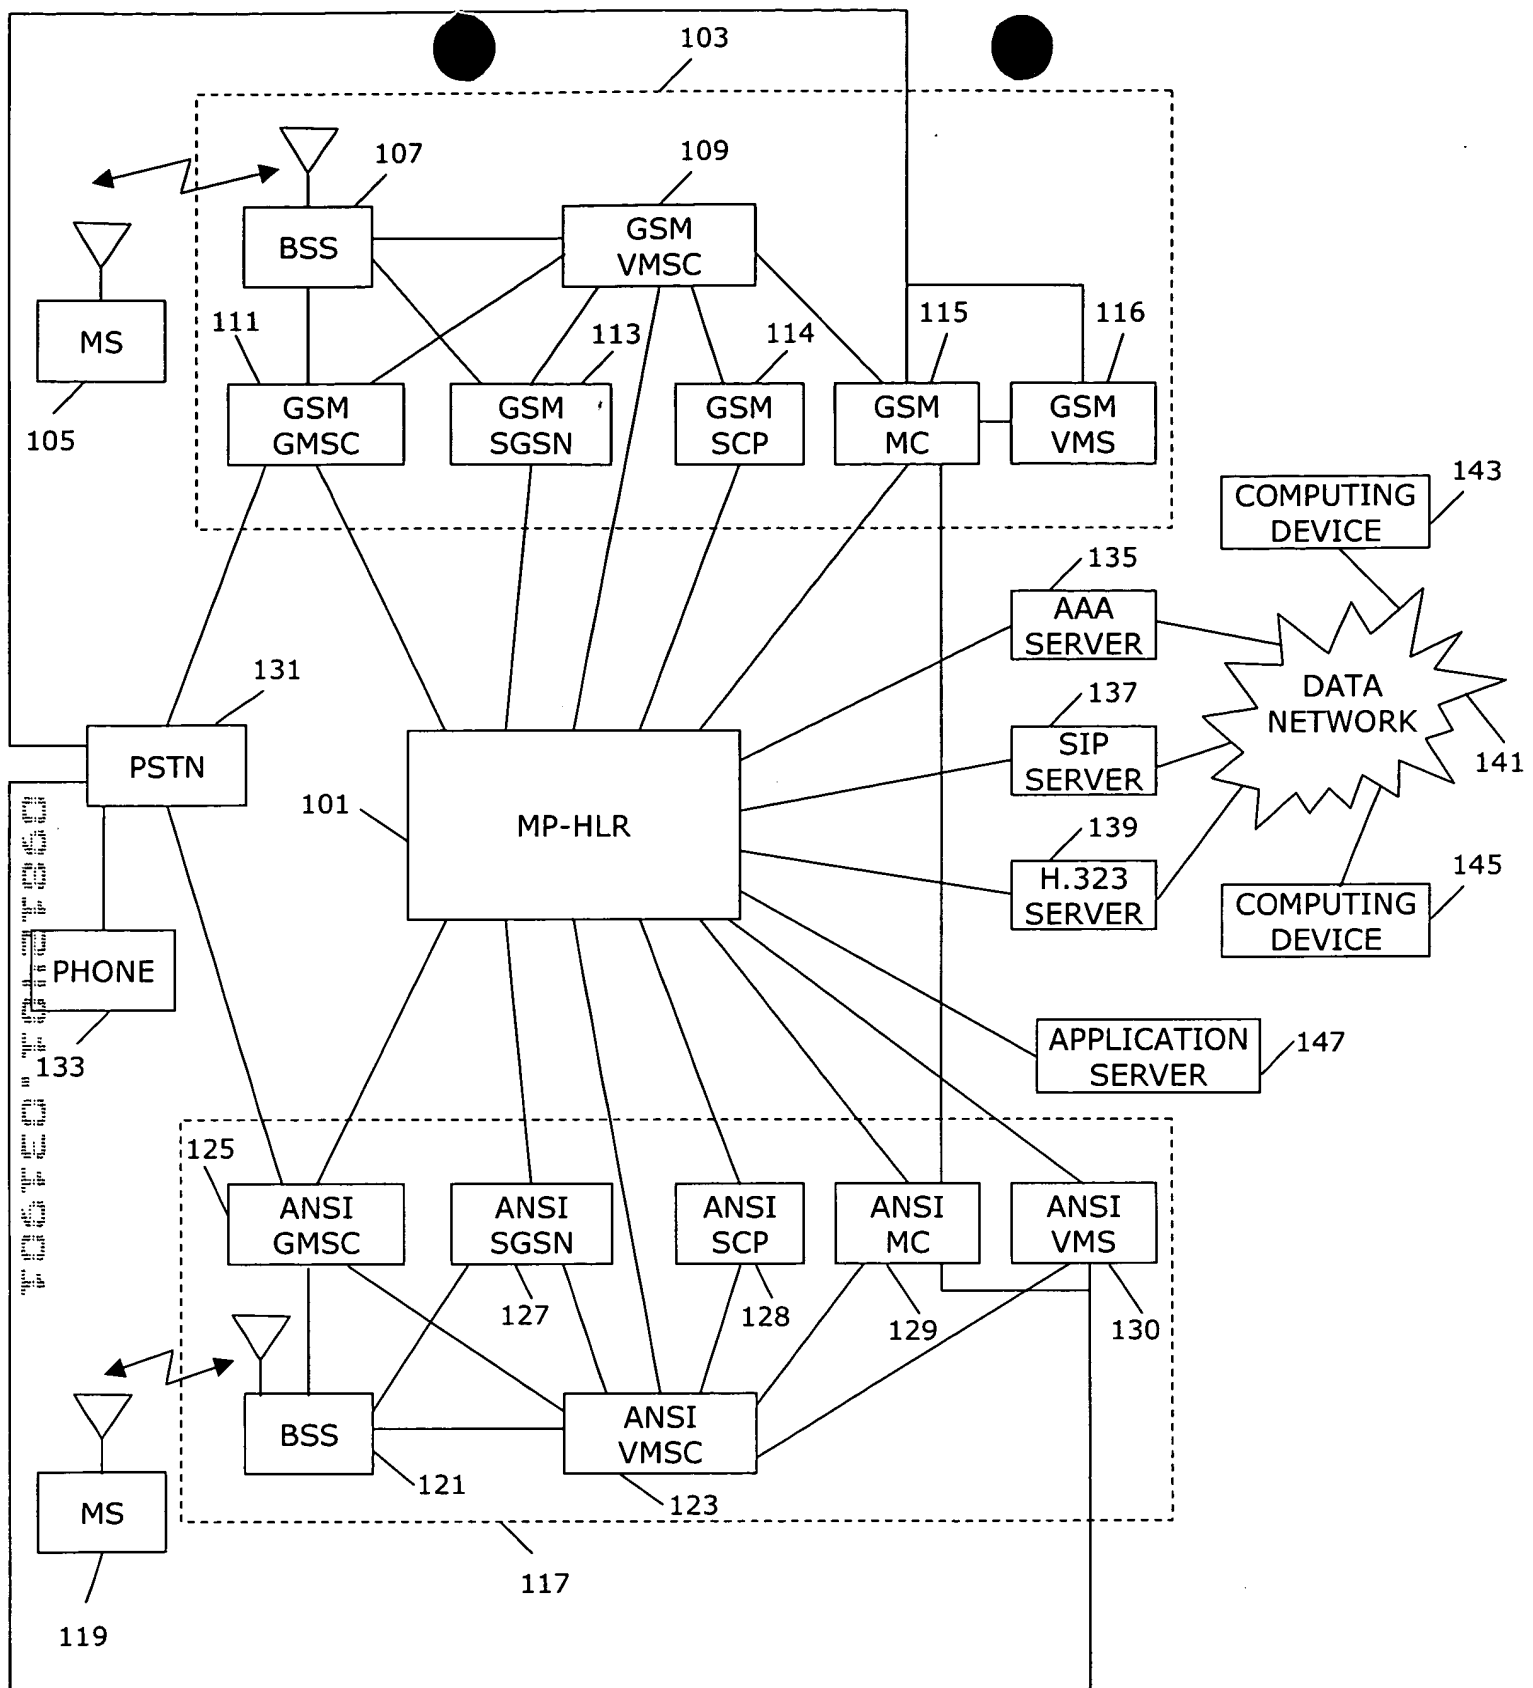 103
107
109
BSS
GSM
VMSC
MS
105
111
113
114
115
116
GSM
GMSC
GSM
SGSN
GSM
SCP
GSM
MC
GSM
VMS
COMPUTING
DEVICE
143
135
AAA
SERVER
131
PSTN
137
SIP
SERVER
DATA
NETWORK
141
101
MP-HLR
139
H.323
SERVER
145
COMPUTING
DEVICE
PHONE
133
APPLICATION
SERVER
147
125
ANSI
GMSC
ANSI
SGSN
ANSI
SCP
ANSI
MC
ANSI
VMS
127
128
129
130
BSS
121
ANSI
VMSC
123
MS
119
117